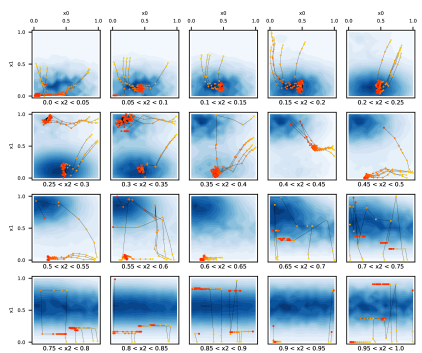 x0 x0 x0 x0 x0
0.0 0.5 1.0 0.0 0.5 1.0 0.0 0.5 1.0 0.0 0.5 1.0 0.0 0.5 1.0
1.0
x1 0.5
0.0
0.0 < x2 < 0.05 0.05 < x2 < 0.1 0.1 < x2 < 0.15 0.15 < x2 < 0.2 0.2 < x2 < 0.25
1.0
x1 0.5
0.0
0.25 < x2 < 0.3 0.3 < x2 < 0.35 0.35 < x2 < 0.4 0.4 < x2 < 0.45 0.45 < x2 < 0.5
1.0
x1 0.5
0.0
0.5 < x2 < 0.55 0.55 < x2 < 0.6 0.6 < x2 < 0.65 0.65 < x2 < 0.7 0.7 < x2 < 0.75
1.0
x1 0.5
0.0
0.75 < x2 < 0.8 0.8 < x2 < 0.85 0.85 < x2 < 0.9 0.9 < x2 < 0.95 0.95 < x2 < 1.0